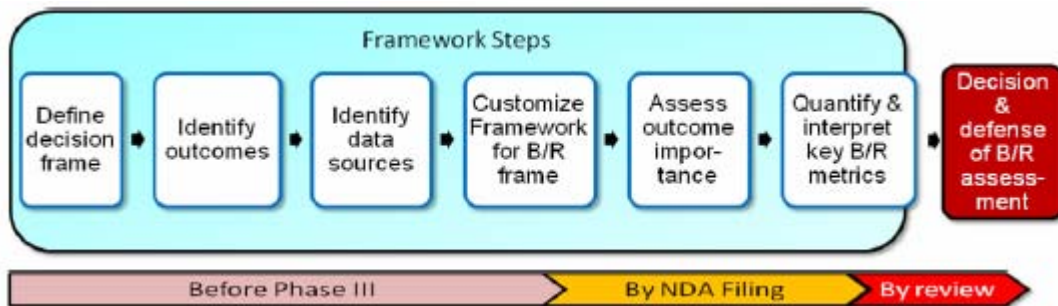 Framework Steps
Define
decision
frame
Identify
outcomes
Identify
data
sources
Customize
Framework
for B/R
frame
Assess
outcome
impor-
tance
Quantify &
interpret
key B/R
metrics
Decision
&
defense
of B/R
assess-
ment
Before Phase III
By NDA Filing
By review